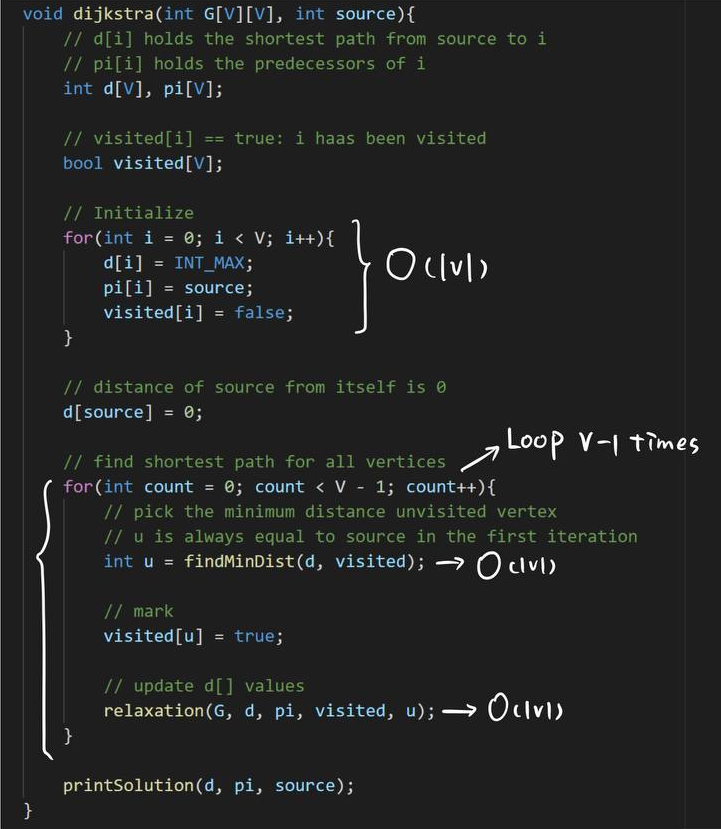 void dijkstra(int G[V][V], int source){
    // d[i] holds the shortest path from source to i
    // pi[i] holds the predecessors of i
    int d[V], pi[V];

    // visited[i] == true: i haas been visited
    bool visited[V];

    // Initialize
    for(int i = 0; i < V; i++){
        d[i] = INT_MAX;
O(|V|)
        pi[i] = source;
        visited[i] = false;
    }

    // distance of source from itself is 0
    d[source] = 0;

Loop V-1 times
    // find shortest path for all vertices
    for(int count = 0; count < V - 1; count++){
        // pick the minimum distance unvisited vertex
        // u is always equal to source in the first iteration
        int u = findMinDist(d, visited); → O(|V|)

        // mark
        visited[u] = true;

        // update d[] values
        relaxation(G, d, pi, visited, u); → O(|V|)
    }

    printSolution(d, pi, source);
}